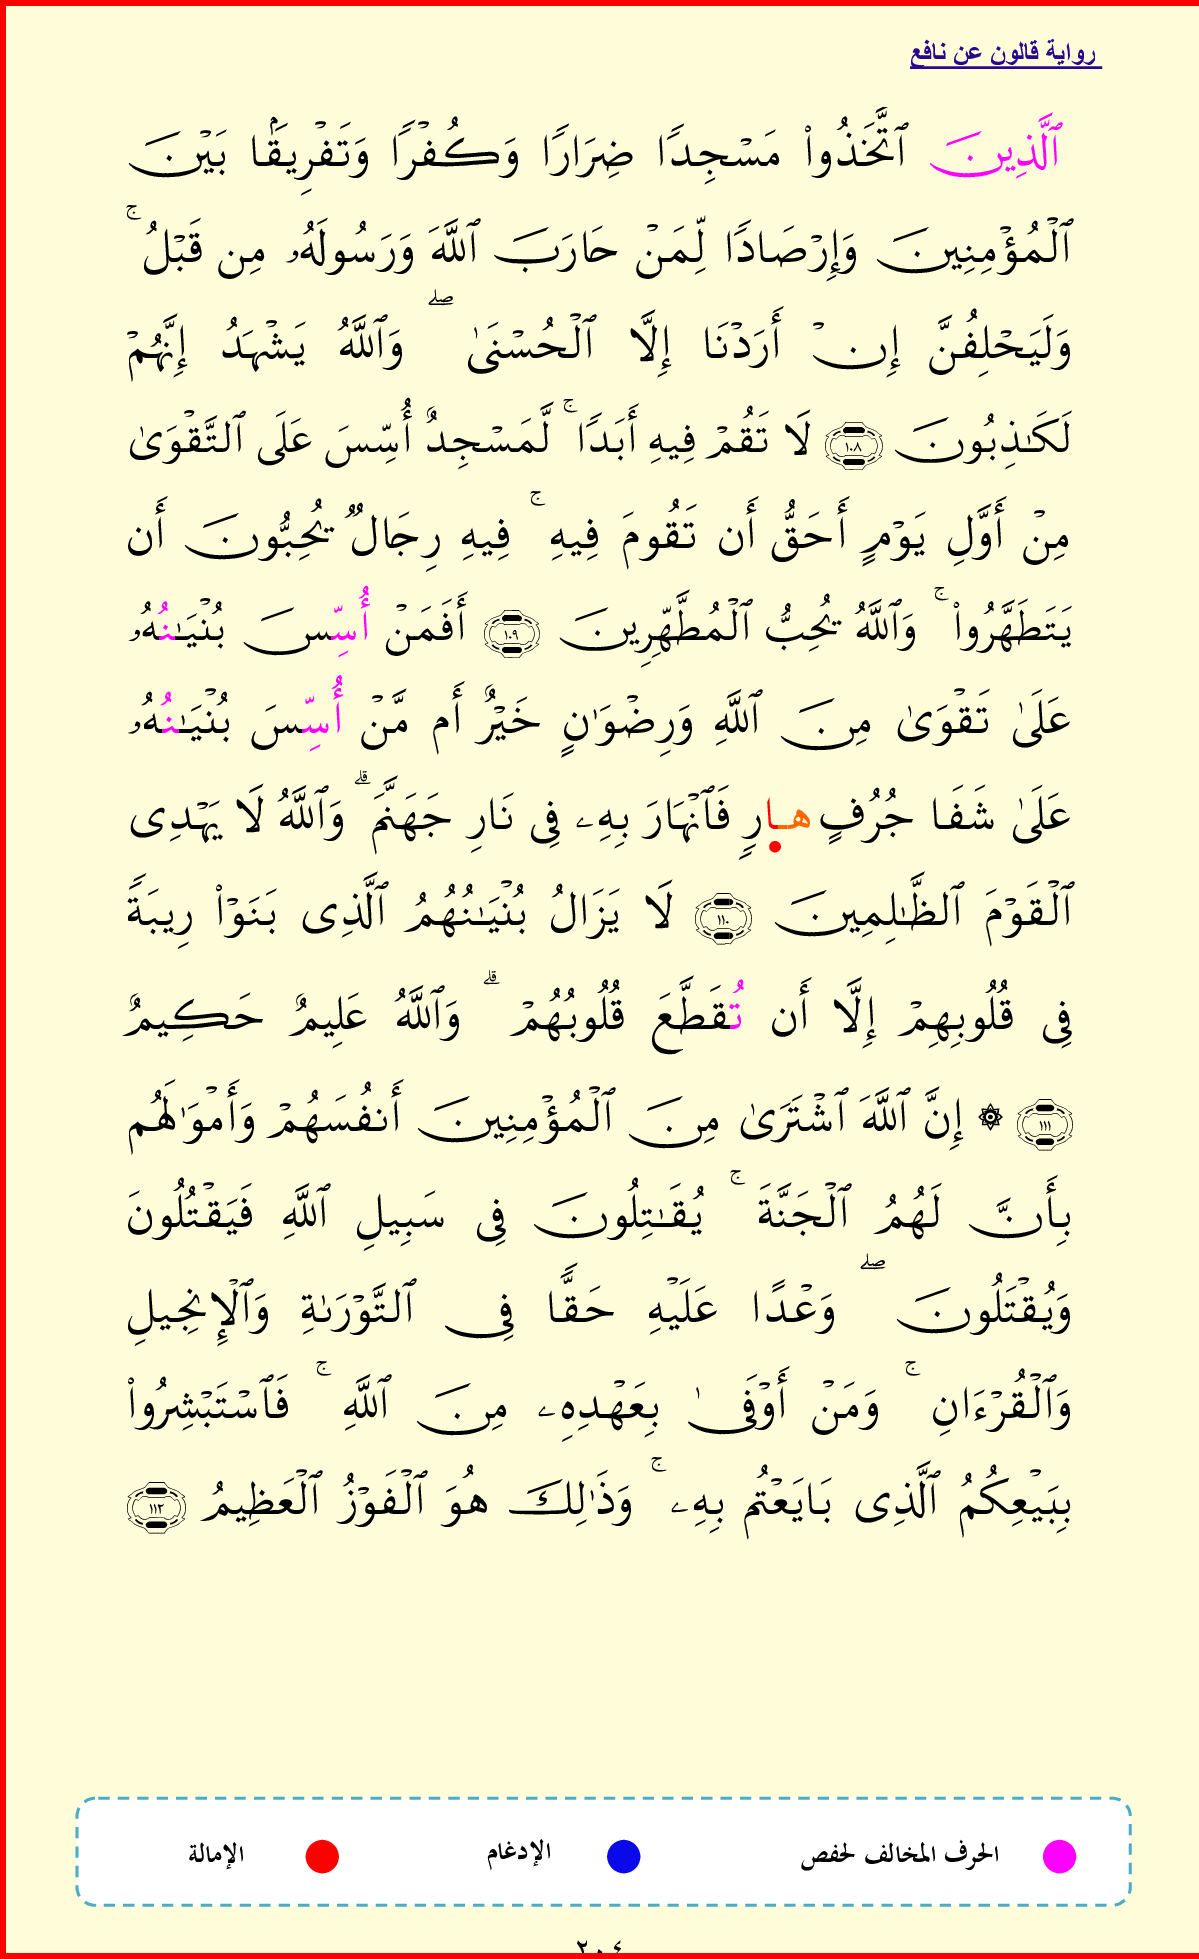 رواية قالون عن نافع
ٱلَّذِينَ ٱتَّخَذُوا۟ مَسْجِدًا ضِرَارًا وَكُفْرًا وَتَفْرِيقًۢا بَيْنَ
ٱلْمُؤْمِنِينَ وَإِرْصَادًا لِّمَنْ حَارَبَ ٱللَّهَ وَرَسُولَهُۥ مِن قَبْلُ ۚ
وَلَيَحْلِفُنَّ إِنْ أَرَدْنَا إِلَّا ٱلْحُسْنَىٰ ۖ وَٱللَّهُ يَشْهَدُ إِنَّهُمْ
لَكَـٰذِبُونَ ١٠٨ لَا تَقُمْ فِيهِ أَبَدًا ۚ لَّمَسْجِدٌ أُسِّسَ عَلَى ٱلتَّقْوَىٰ
مِنْ أَوَّلِ يَوْمٍ أَحَقُّ أَن تَقُومَ فِيهِ ۚ فِيهِ رِجَالٌ يُحِبُّونَ أَن
يَتَطَهَّرُوا۟ ۚ وَٱللَّهُ يُحِبُّ ٱلْمُطَّهِّرِينَ ١٠٩ أَفَمَنْ أُسِّسَ بُنْيَـٰنُهُۥ
عَلَىٰ تَقْوَىٰ مِنَ ٱللَّهِ وَرِضْوَٰنٍ خَيْرٌ أَم مَّنْ أُسِّسَ بُنْيَـٰنُهُۥ
عَلَىٰ شَفَا جُرُفٍ هارٍ فَٱنْهَارَ بِهِۦ فِى نَارِ جَهَنَّمَ ۗ وَٱللَّهُ لَا يَهْدِى
ٱلْقَوْمَ ٱلظَّـٰلِمِينَ ١١٠ لَا يَزَالُ بُنْيَـٰنُهُمُ ٱلَّذِى بَنَوْا۟ رِيبَةً
فِى قُلُوبِهِمْ إِلَّا أَن تُقَطَّعَ قُلُوبُهُمْ ۗ وَٱللَّهُ عَلِيمٌ حَكِيمٌ
١١١ ۞ إِنَّ ٱللَّهَ ٱشْتَرَىٰ مِنَ ٱلْمُؤْمِنِينَ أَنفُسَهُمْ وَأَمْوَٰلَهُم
بِأَنَّ لَهُمُ ٱلْجَنَّةَ ۚ يُقَـٰتِلُونَ فِى سَبِيلِ ٱللَّهِ فَيَقْتُلُونَ
وَيُقْتَلُونَ ۖ وَعْدًا عَلَيْهِ حَقًّا فِى ٱلتَّوْرَىٰةِ وَٱلْإِنجِيلِ
وَٱلْقُرْءَانِ ۚ وَمَنْ أَوْفَىٰ بِعَهْدِهِۦ مِنَ ٱللَّهِ ۚ فَٱسْتَبْشِرُوا۟
بِبَيْعِكُمُ ٱلَّذِى بَايَعْتُم بِهِۦ ۚ وَذَٰلِكَ هُوَ ٱلْفَوْزُ ٱلْعَظِيمُ ١١٢
الحرف المخالف لحفص الإدغام الإمالة
٢٠٤